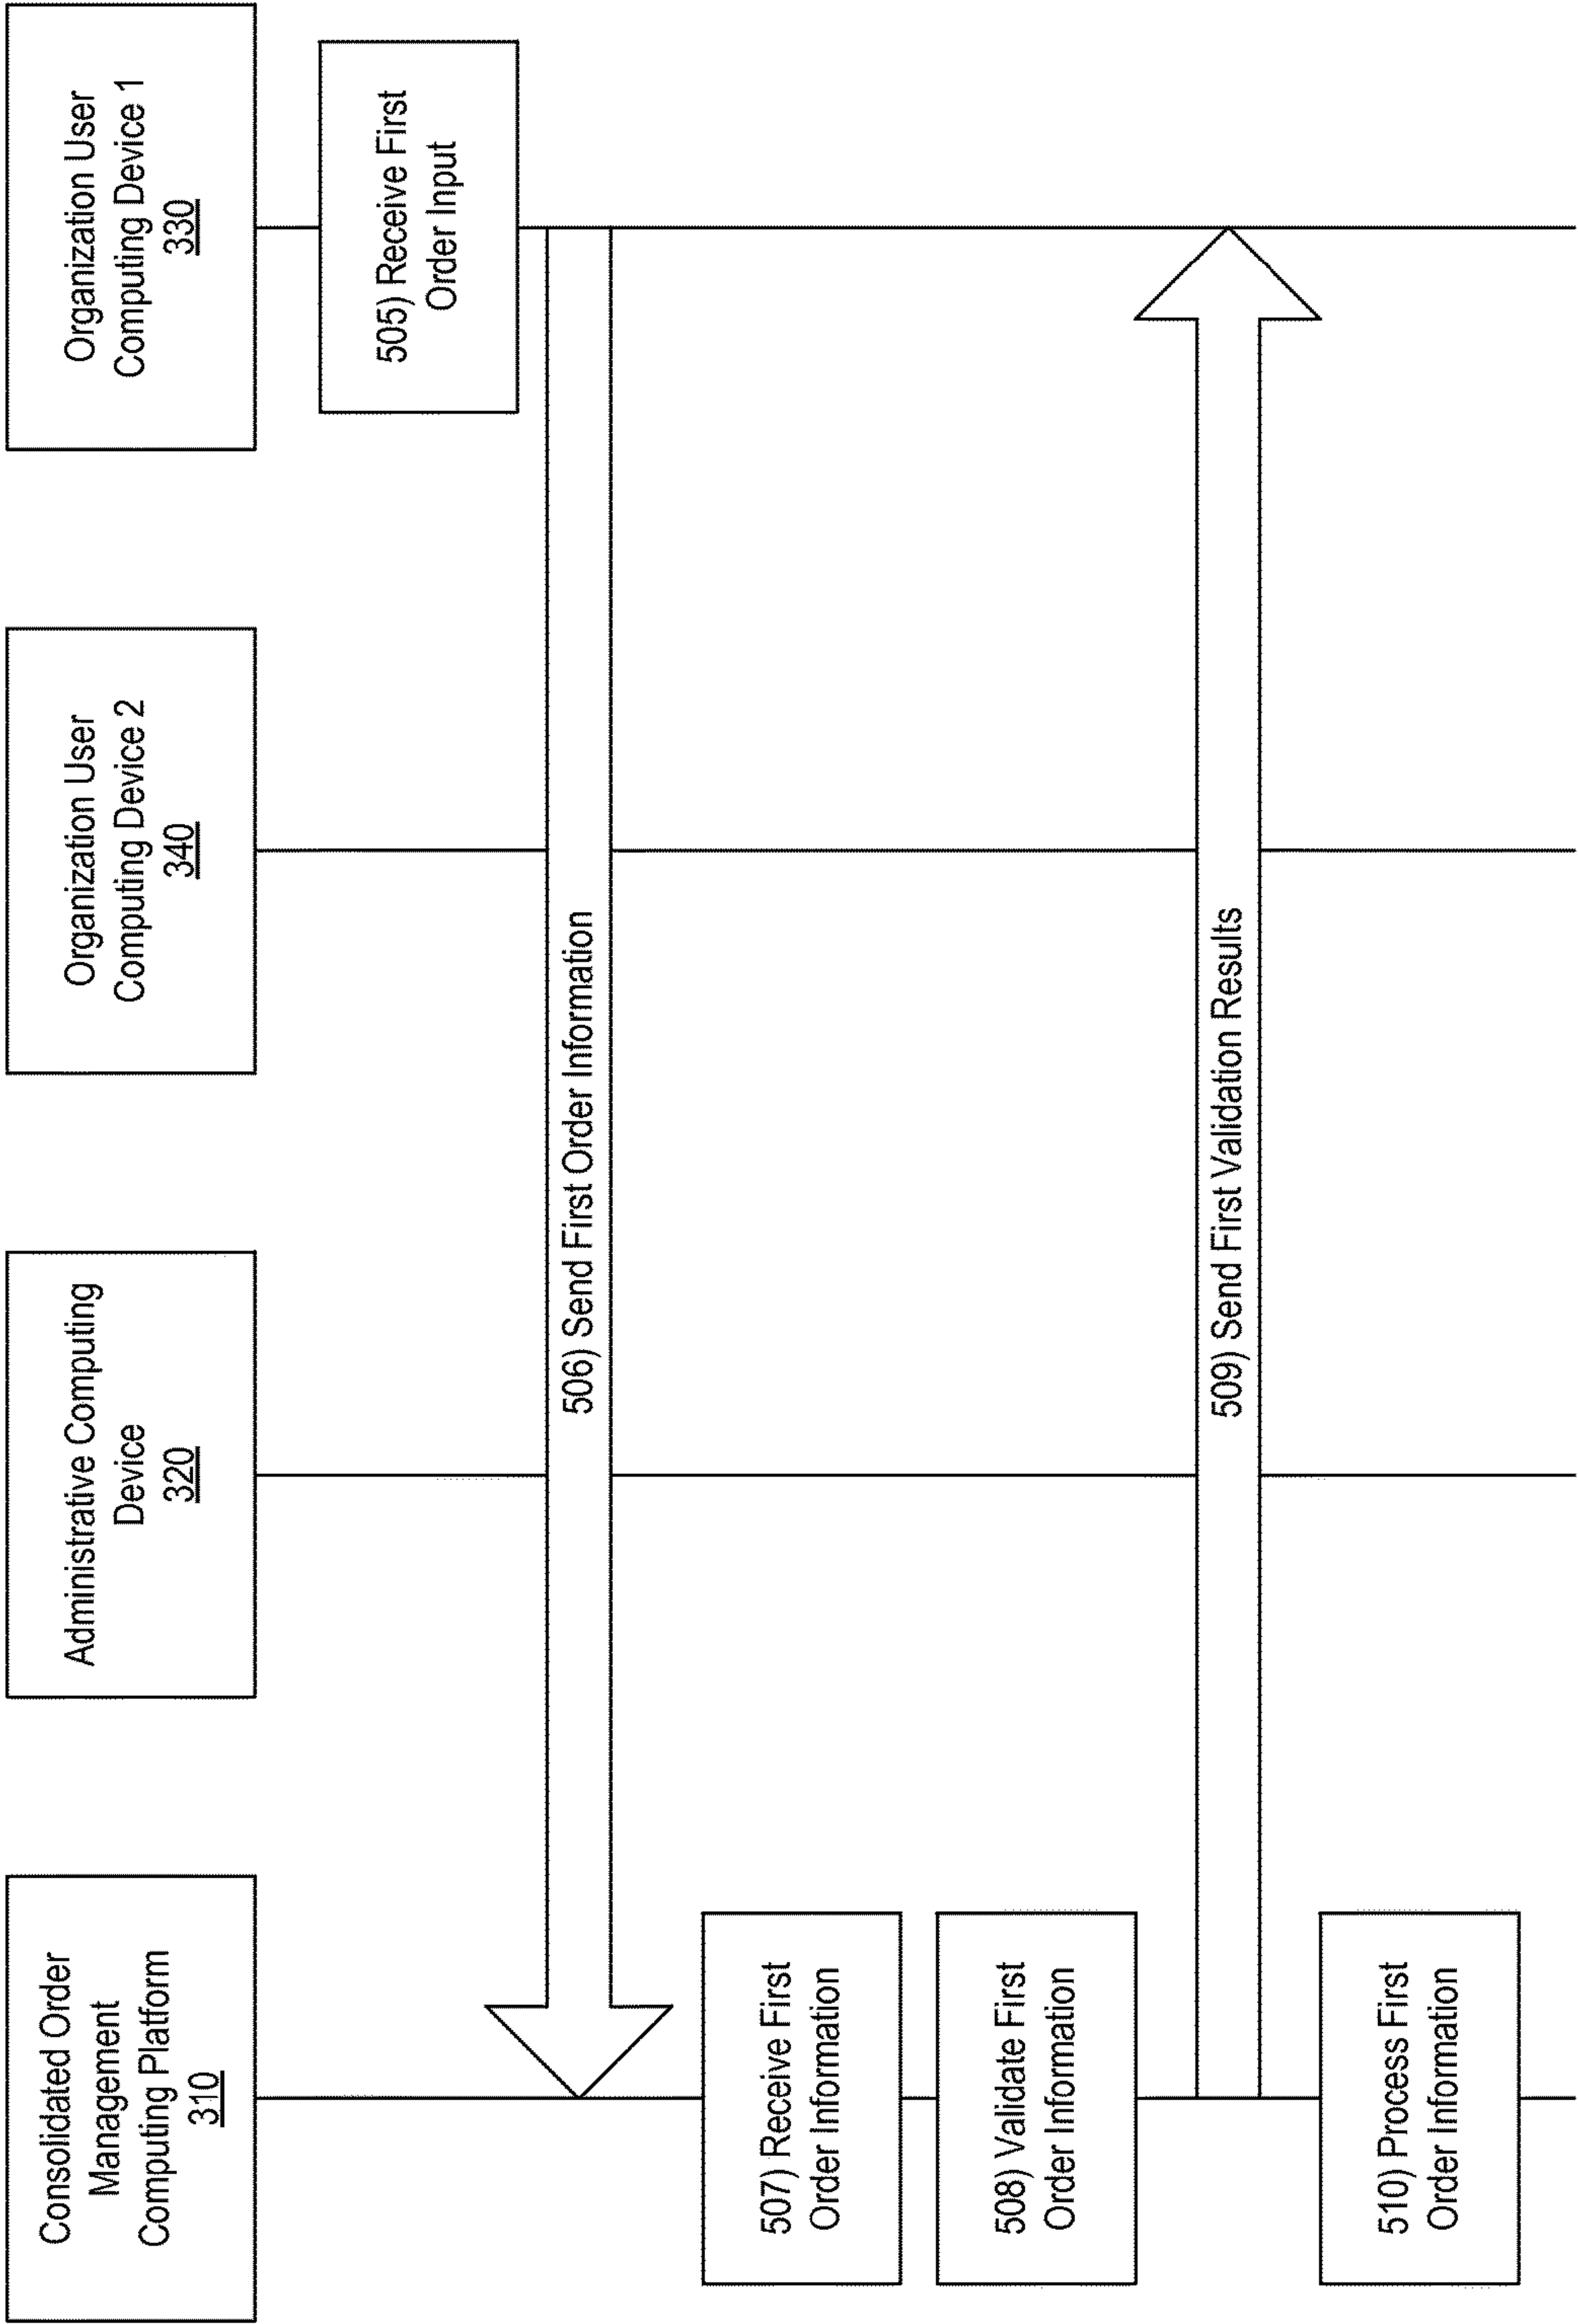 Consolidated Order
Management
Computing Platform
310
Administrative Computing
Device
320
Organization User
Computing Device 2
340
Organization User
Computing Device 1
330
505) Receive First
Order Input
506) Send First Order Information
507) Receive First
Order Information
508) Validate First
Order Information
509) Send First Validation Results
510) Process First
Order Information